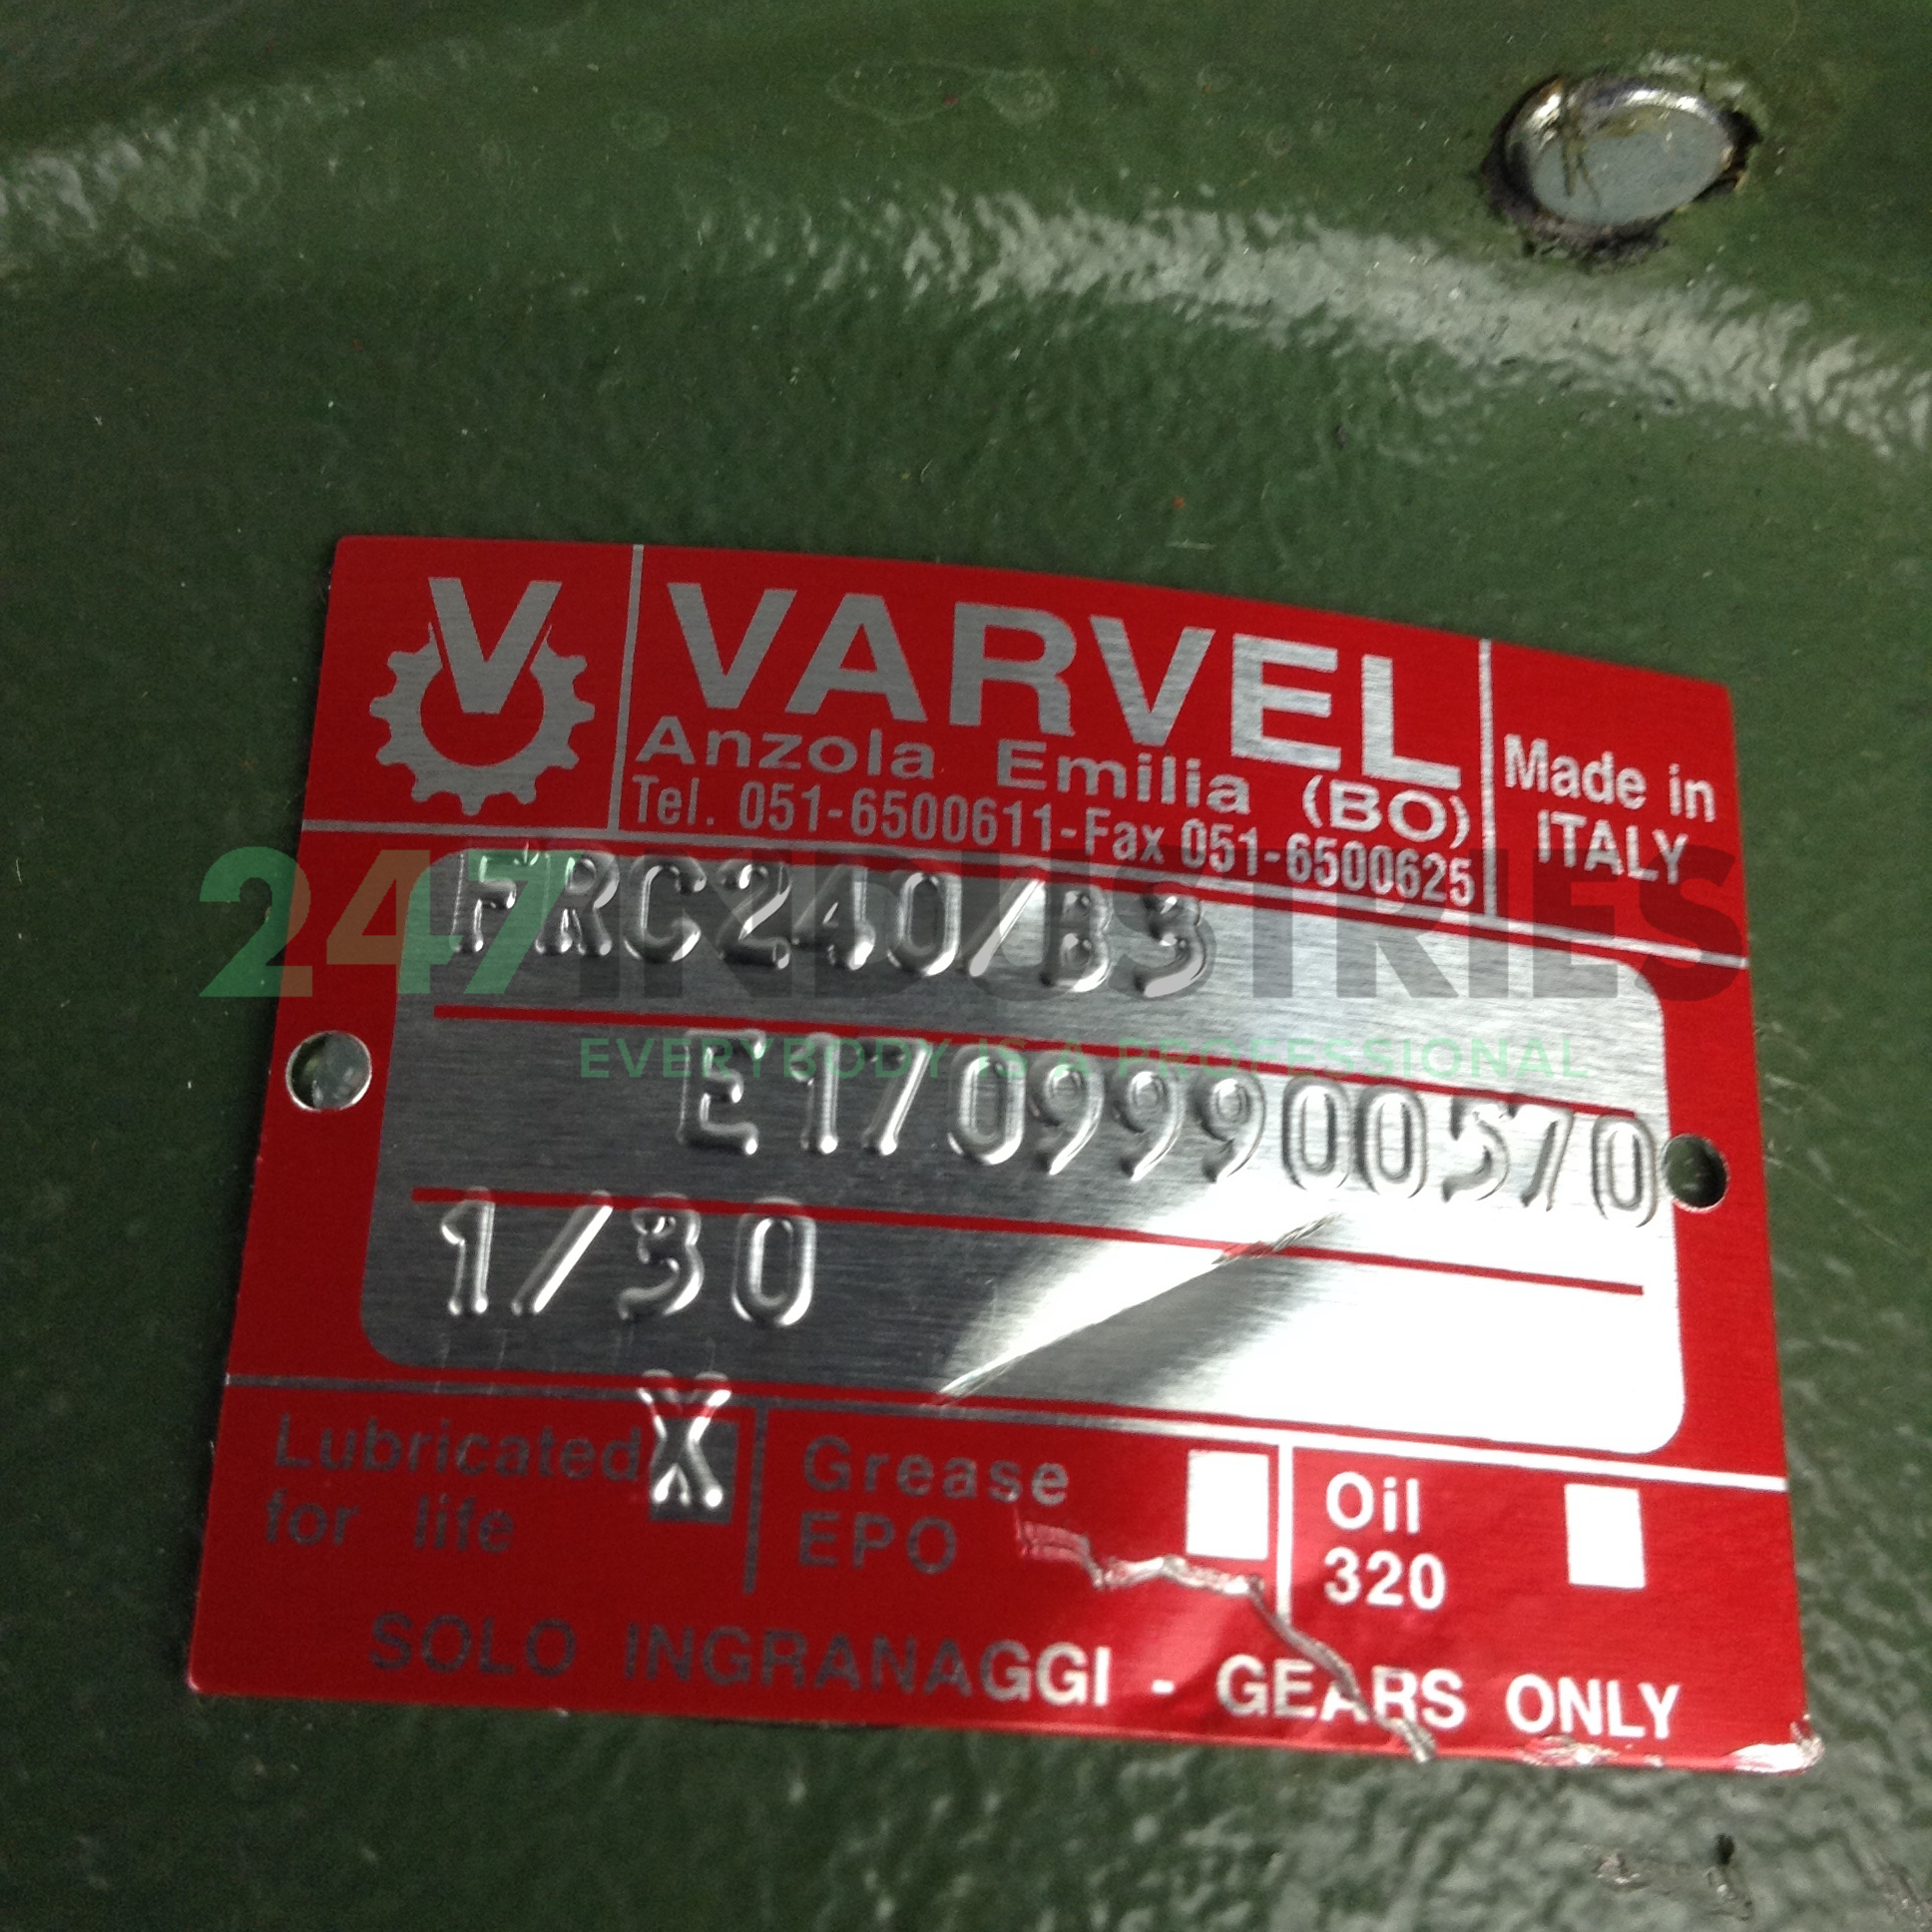 V
VARVEL
Anzola Emilia (BO)
Tel. 051-6500611-Fax 051-6500625
Made in
ITALY
FRC240/B3
247INDUSTRIES
EVERYBODY IS A PROFESSIONAL
E17099900570
1/30
Lubricated X
for life
Grease
EPO
Oil
320
SOLO INGRANAGGI - GEARS ONLY